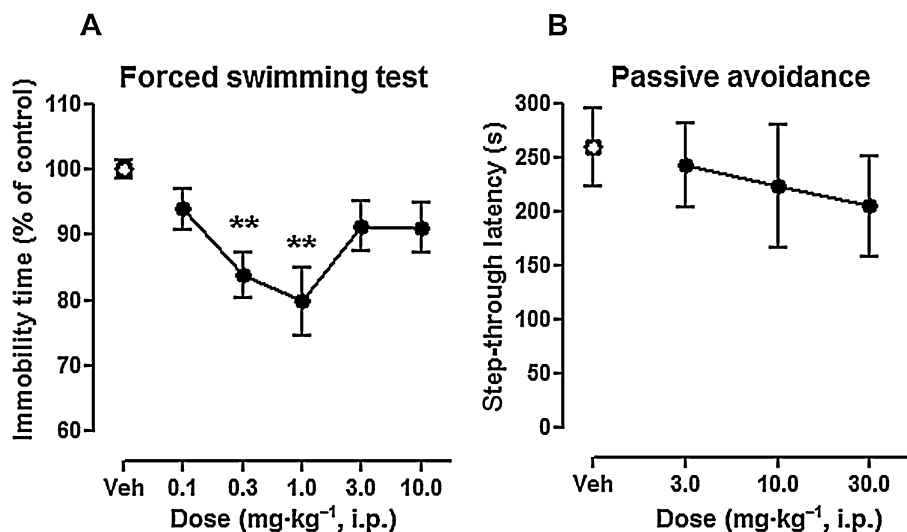 A
Forced swimming test
Immobility time (% of control)
110
100
90
80
70
60
**
**
Veh 0.1 0.3 1.0 3.0 10.0
Dose (mg·kg⁻¹, i.p.)
B
Passive avoidance
Step-through latency (s)
300
250
200
150
100
50
0
Veh 3.0 10.0 30.0
Dose (mg·kg⁻¹, i.p.)